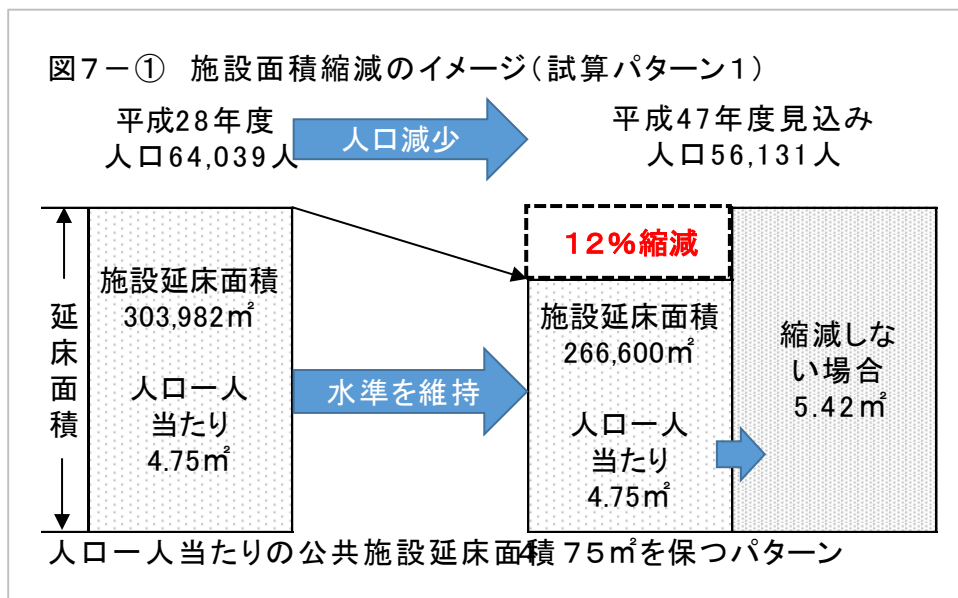 図7-① 施設面積縮減のイメージ(試算パターン1)
平成28年度
人口64,039人
人口減少
平成47年度見込み
人口56,131人
延床面積
施設延床面積
303,982㎡
人口一人
当たり
4.75㎡
水準を維持
12%縮減
施設延床面積
266,600㎡
人口一人
当たり
4.75㎡
縮減しな
い場合
5.42㎡
人口一人当たりの公共施設延床面積4.75㎡を保つパターン